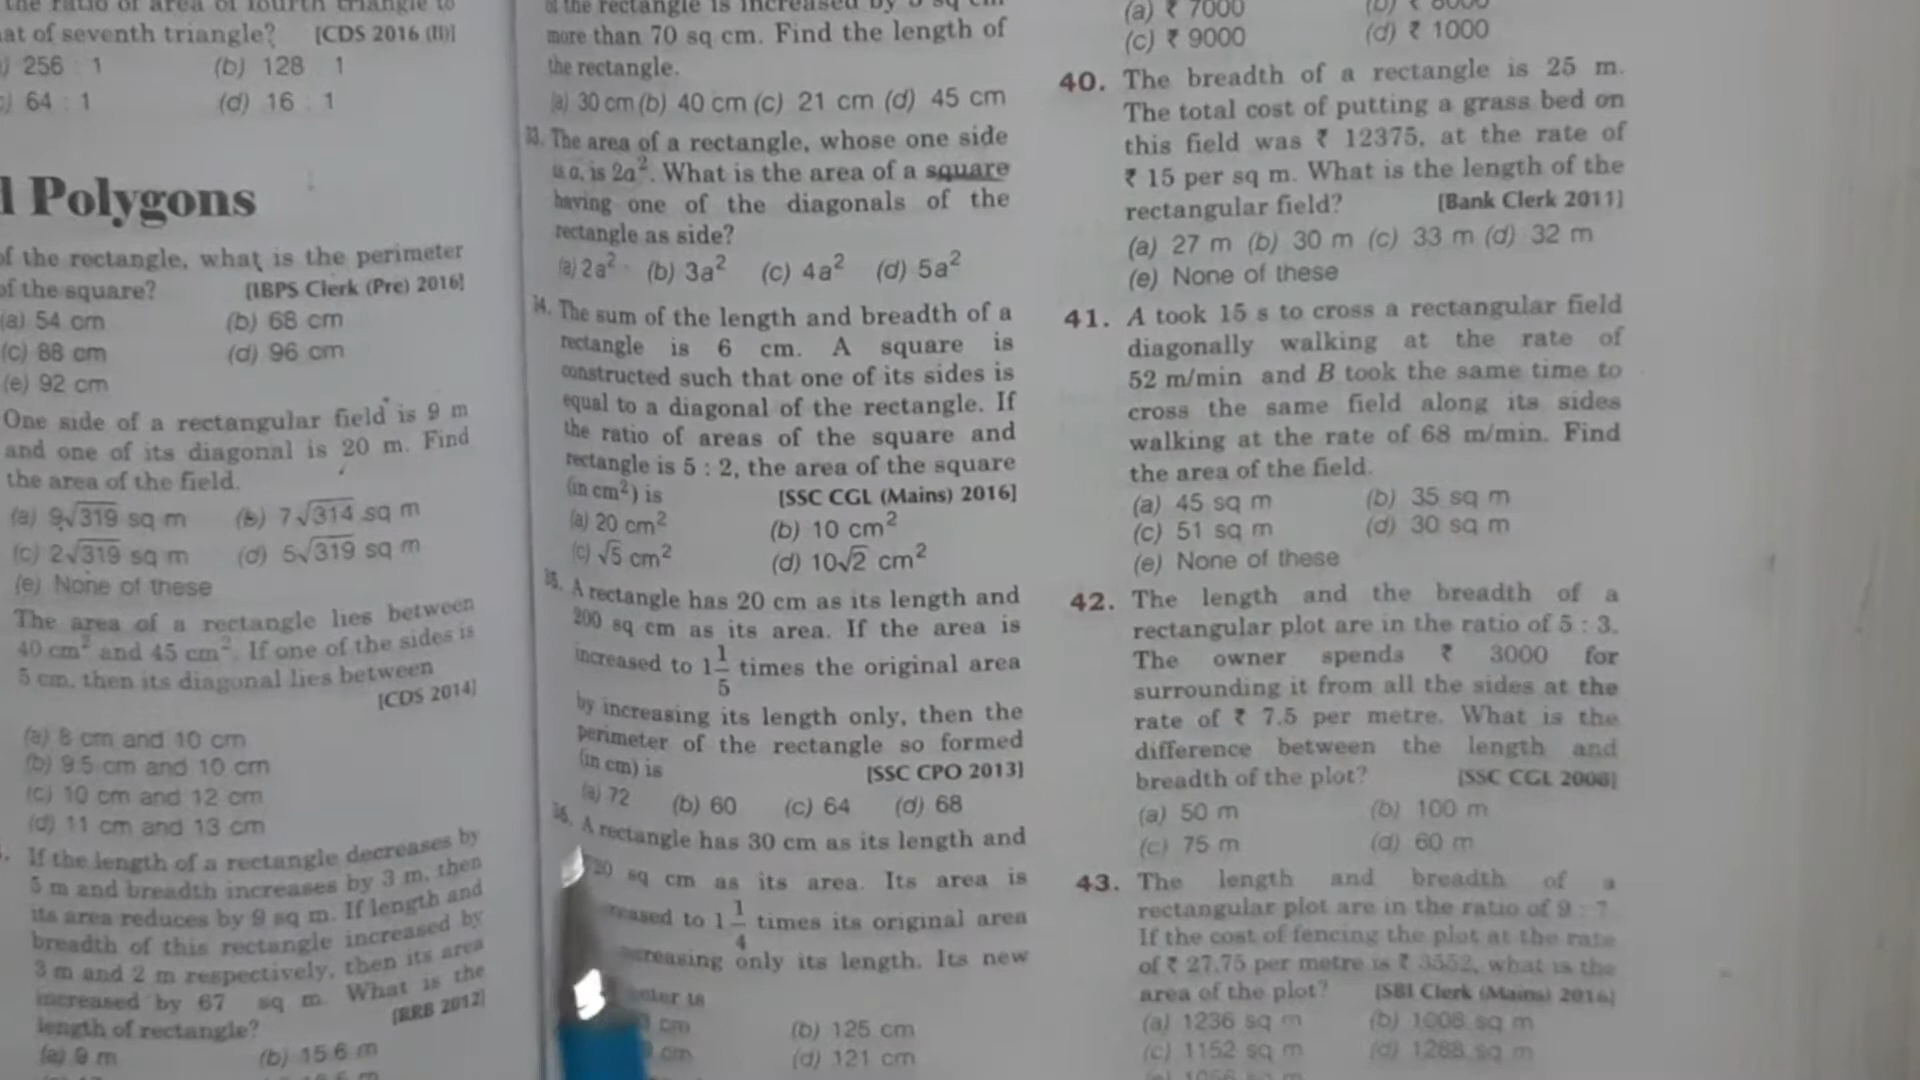 at of seventh triangle? [CDS 2016 (II)]
256 : 1 (b) 128 1
64 : 1 (d) 16 : 1
Polygons
of the rectangle, what is the perimeter
of the square? [IBPS Clerk (Pre) 2016]
(a) 54 cm (b) 68 cm
(c) 88 cm (d) 96 cm
(e) 92 cm
One side of a rectangular field is 9 m
and one of its diagonal is 20 m. Find
the area of the field.
(a) 9√319 sq m (b) 7√314 sq m
(c) 2√319 sq m (d) 5√319 sq m
(e) None of these
The area of a rectangle lies between
40 cm² and 45 cm². If one of the sides is
5 cm, then its diagonal lies between
[CDS 2014]
(a) 8 cm and 10 cm
(b) 9.5 cm and 10 cm
(c) 10 cm and 12 cm
(d) 11 cm and 13 cm
If the length of a rectangle decreases by
5 m and breadth increases by 3 m, then
its area reduces by 9 sq m. If length and
breadth of this rectangle increased by
3 m and 2 m respectively, then its area
increased by 67 sq m. What is the
length of rectangle? [RRB 2012]
(a) 9 m (b) 15.6 m
more than 70 sq cm. Find the length of
the rectangle.
(a) 30 cm (b) 40 cm (c) 21 cm (d) 45 cm
33. The area of a rectangle, whose one side
is a, is 2a². What is the area of a square
having one of the diagonals of the
rectangle as side?
(a) 2a² (b) 3a² (c) 4a² (d) 5a²
34. The sum of the length and breadth of a
rectangle is 6 cm. A square is
constructed such that one of its sides is
equal to a diagonal of the rectangle. If
the ratio of areas of the square and
rectangle is 5 : 2, the area of the square
(in cm²) is [SSC CGL (Mains) 2016]
(a) 20 cm² (b) 10 cm²
(c) √5 cm² (d) 10√2 cm²
35. A rectangle has 20 cm as its length and
200 sq cm as its area. If the area is
increased to 1 1/5 times the original area
by increasing its length only, then the
perimeter of the rectangle so formed
(in cm) is [SSC CPO 2013]
(a) 72 (b) 60 (c) 64 (d) 68
36. A rectangle has 30 cm as its length and
sq cm as its area. Its area is
to 1 1/4 times its original area
only its length. Its new
is
cm (b) 125 cm
cm (d) 121 cm
(a) ₹ 7000
(c) ₹ 9000 (d) ₹ 1000
40. The breadth of a rectangle is 25 m.
The total cost of putting a grass bed on
this field was ₹ 12375, at the rate of
₹ 15 per sq m. What is the length of the
rectangular field? [Bank Clerk 2011]
(a) 27 m (b) 30 m (c) 33 m (d) 32 m
(e) None of these
41. A took 15 s to cross a rectangular field
diagonally walking at the rate of
52 m/min and B took the same time to
cross the same field along its sides
walking at the rate of 68 m/min. Find
the area of the field.
(a) 45 sq m (b) 35 sq m
(c) 51 sq m (d) 30 sq m
(e) None of these
42. The length and the breadth of a
rectangular plot are in the ratio of 5 : 3.
The owner spends ₹ 3000 for
surrounding it from all the sides at the
rate of ₹ 7.5 per metre. What is the
difference between the length and
breadth of the plot? [SSC CGL 2008]
(a) 50 m (b) 100 m
(c) 75 m (d) 60 m
43. The length and breadth of a
rectangular plot are in the ratio of 9 : 7.
If the cost of fencing the plot at the rate
of ₹ 27.75 per metre is ₹ 3552, what is the
area of the plot? [SBI Clerk (Mains) 2016]
(a) 1236 sq m (b) 1008 sq m
(c) 1152 sq m (d) 1288 sq m